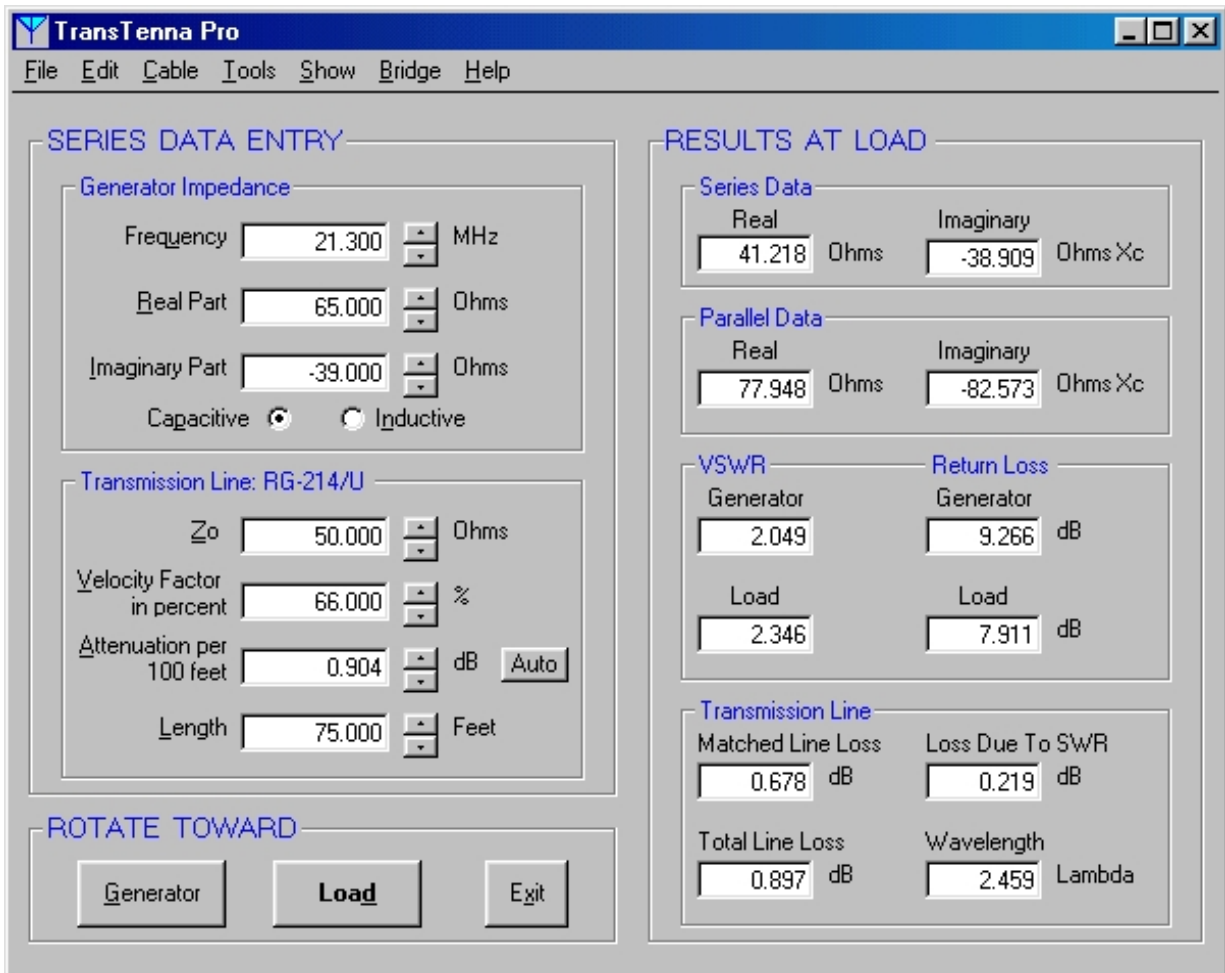 TransTenna Pro
File Edit Cable Tools Show Bridge Help
SERIES DATA ENTRY
Generator Impedance
Frequency 21.300 MHz
Real Part 65.000 Ohms
Imaginary Part -39.000 Ohms
Capacitive Inductive
Transmission Line: RG-214/U
Zo 50.000 Ohms
Velocity Factor
in percent 66.000 %
Attenuation per
100 feet 0.904 dB Auto
Length 75.000 Feet
ROTATE TOWARD
Generator Load Exit
RESULTS AT LOAD
Series Data
Real Imaginary
41.218 Ohms -38.909 Ohms Xc
Parallel Data
Real Imaginary
77.948 Ohms -82.573 Ohms Xc
VSWR Return Loss
Generator Generator
2.049 9.266 dB
Load Load
2.346 7.911 dB
Transmission Line
Matched Line Loss Loss Due To SWR
0.678 dB 0.219 dB
Total Line Loss Wavelength
0.897 dB 2.459 Lambda